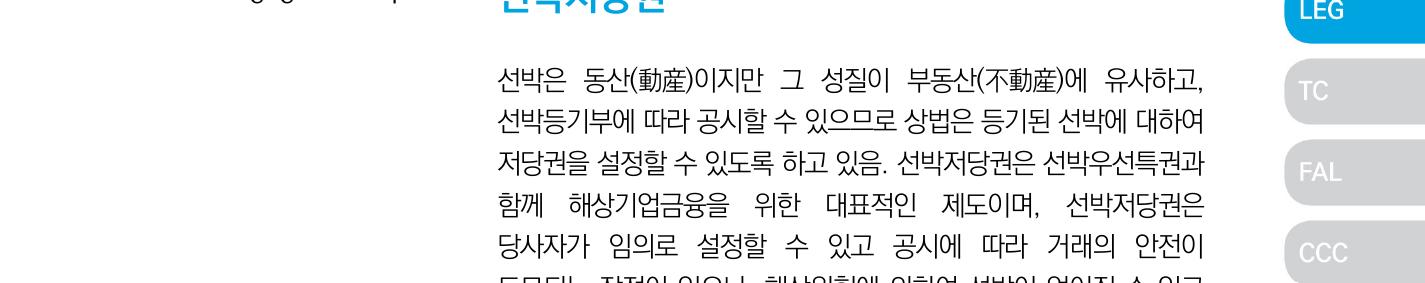 선박저당권
LEG
선박은 동산(動産)이지만 그 성질이 부동산(不動産)에 유사하고,
선박등기부에 따라 공시할 수 있으므로 상법은 등기된 선박에 대하여
저당권을 설정할 수 있도록 하고 있음. 선박저당권은 선박우선특권과
함께 해상기업금융을 위한 대표적인 제도이며, 선박저당권은
당사자가 임의로 설정할 수 있고 공시에 따라 거래의 안전이
TC
FAL
CCC